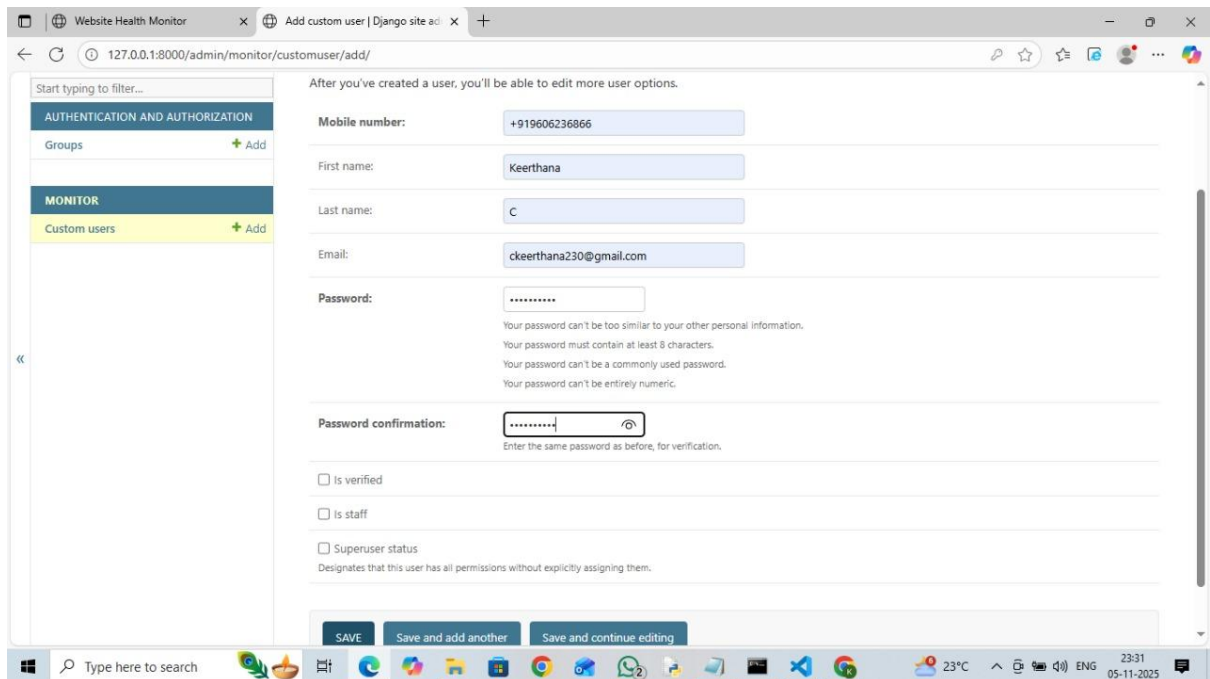 Website Health Monitor
Add custom user | Django site ad
127.0.0.1:8000/admin/monitor/customuser/add/
Start typing to filter...
AUTHENTICATION AND AUTHORIZATION
Groups + Add
MONITOR
Custom users + Add
«
After you've created a user, you'll be able to edit more user options.
Mobile number: +919606236866
First name: Keerthana
Last name: C
Email: ckeerthana230@gmail.com
Password: ••••••••••
Your password can't be too similar to your other personal information.
Your password must contain at least 8 characters.
Your password can't be a commonly used password.
Your password can't be entirely numeric.
Password confirmation: ••••••••••
Enter the same password as before, for verification.
Is verified
Is staff
Superuser status
Designates that this user has all permissions without explicitly assigning them.
SAVE Save and add another Save and continue editing
Type here to search 23°C ENG 23:31
05-11-2025